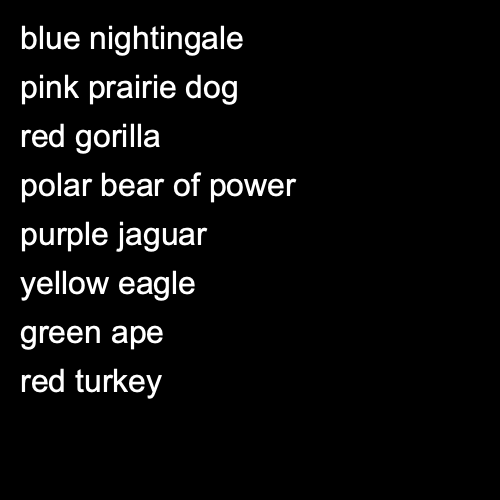 blue nightingale
pink prairie dog
red gorilla
polar bear of power
purple jaguar
yellow eagle
green ape
red turkey